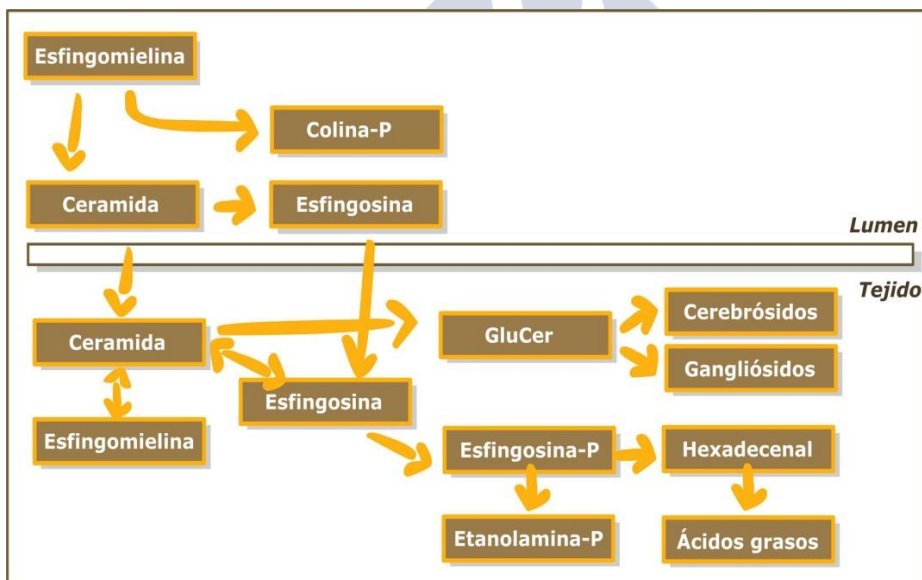 Esfingomielina
Colina-P
Ceramida
Esfingosina
Lumen
Tejido
Ceramida
GluCer
Cerebrósidos
Gangliósidos
Esfingosina
Esfingomielina
Esfingosina-P
Hexadecenal
Etanolamina-P
Ácidos grasos